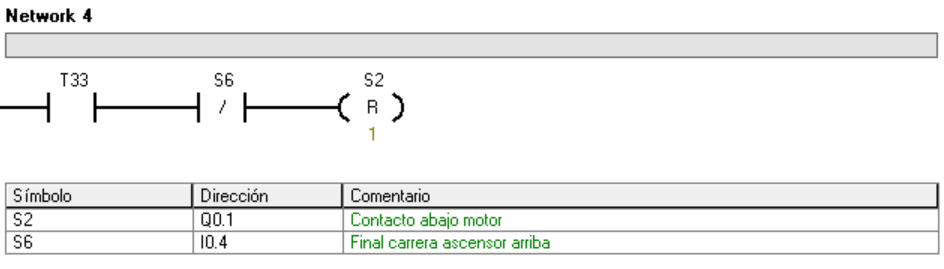 Network 4
T33 S6 S2
/ R
1
Símbolo Dirección Comentario
S2 Q0.1 Contacto abajo motor
S6 I0.4 Final carrera ascensor arriba